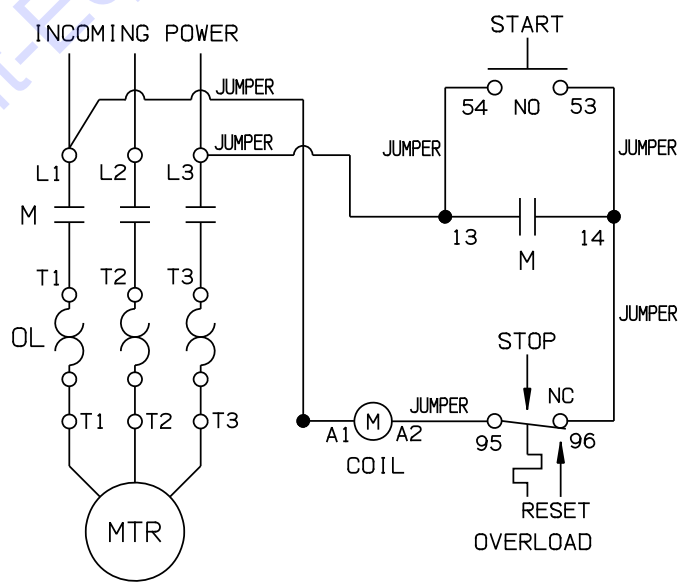 INCOMING POWER
START
JUMPER
54 NO 53
JUMPER
JUMPER
JUMPER
L1 L2 L3
M
13 14
M
T1 T2 T3
JUMPER
OL
STOP
NC
JUMPER
T1 T2 T3
A1 M A2
95 96
COIL
RESET
MTR
OVERLOAD